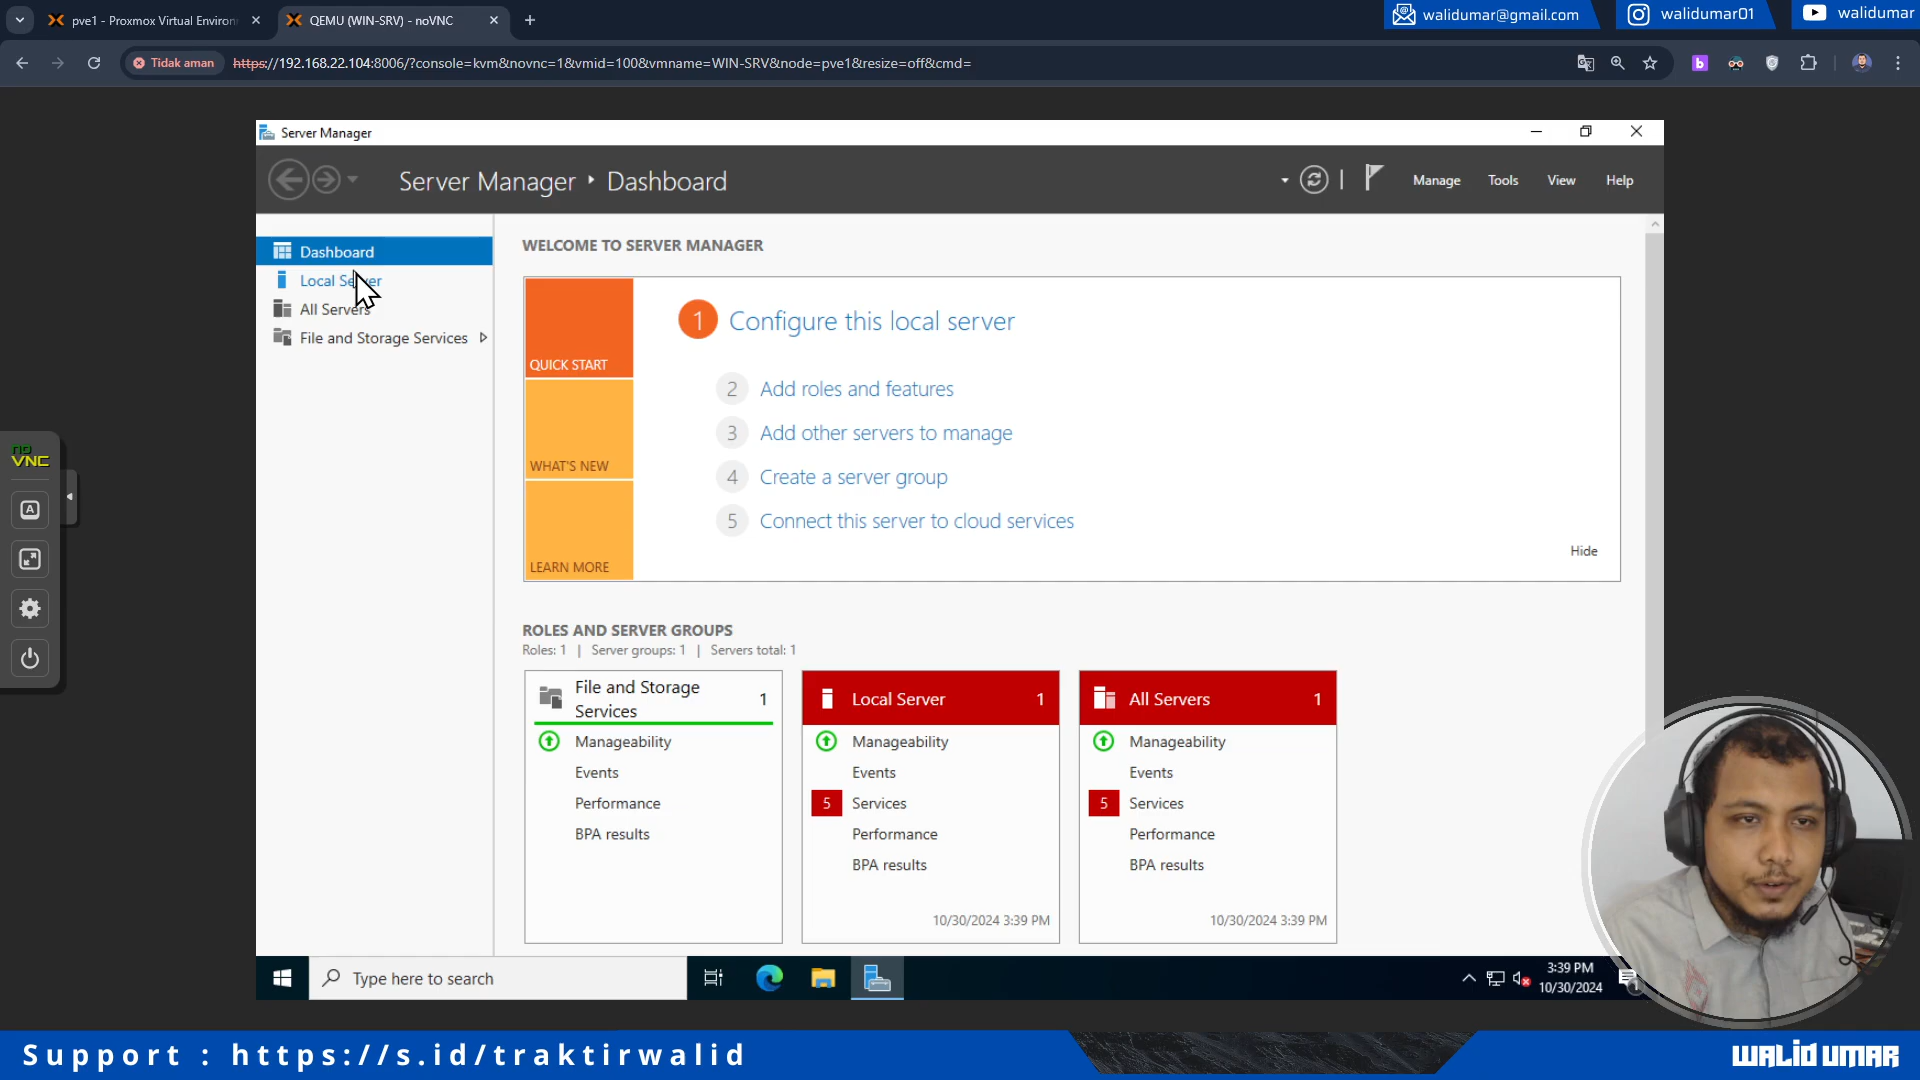 pve1 - Proxmox Virtual Environ
QEMU (WIN-SRV) - noVNC
walidumar@gmail.com
walidumar01
walidumar
Tidak aman
https://192.168.22.104:8006/?console=kvm&novnc=1&vmid=100&vmname=WIN-SRV&node=pve1&resize=off&cmd=
Server Manager
Server Manager • Dashboard
Manage
Tools
View
Help
Dashboard
Local Server
All Servers
File and Storage Services
WELCOME TO SERVER MANAGER
QUICK START
WHAT'S NEW
LEARN MORE
1 Configure this local server
2 Add roles and features
3 Add other servers to manage
4 Create a server group
5 Connect this server to cloud services
Hide
ROLES AND SERVER GROUPS
Roles: 1 | Server groups: 1 | Servers total: 1
File and Storage Services 1
Manageability
Events
Performance
BPA results
Local Server 1
Manageability
Events
5 Services
Performance
BPA results
10/30/2024 3:39 PM
All Servers 1
Manageability
Events
5 Services
Performance
BPA results
10/30/2024 3:39 PM
no
VNC
A
Type here to search
3:39 PM
10/30/2024
1
Support : https://s.id/traktirwalid
WALID UMAR